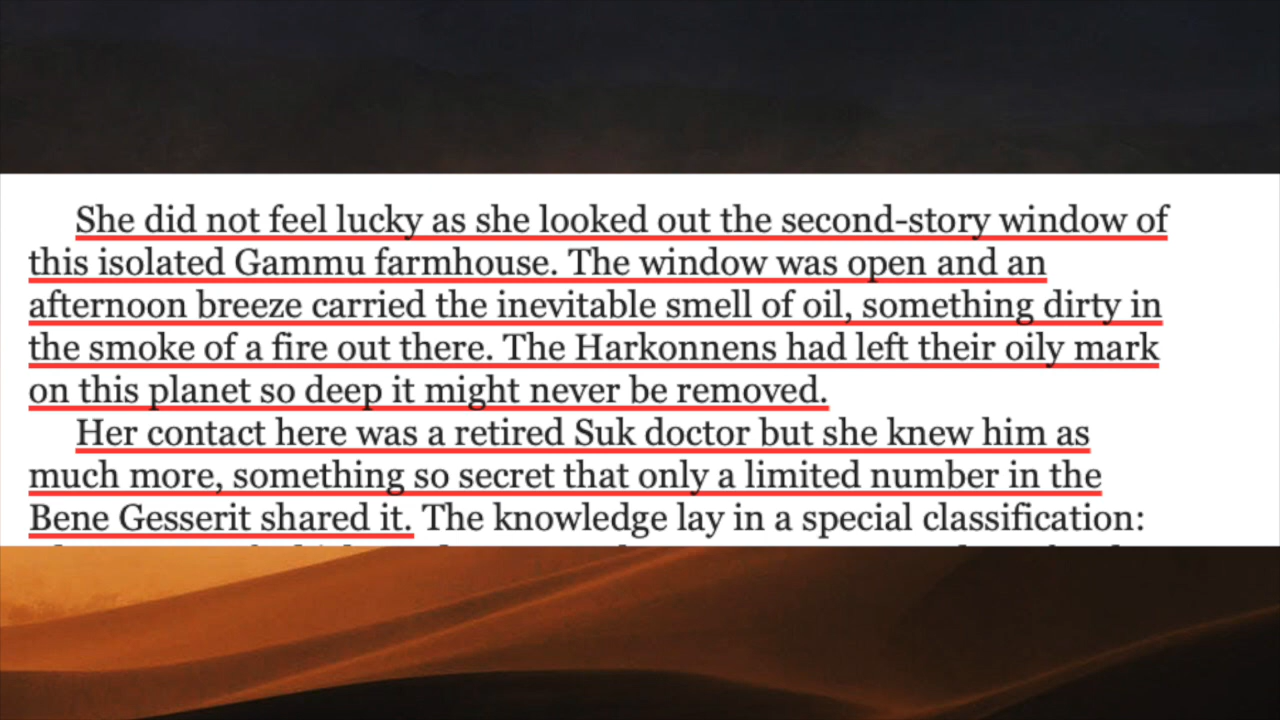 She did not feel lucky as she looked out the second-story window of
this isolated Gammu farmhouse. The window was open and an
afternoon breeze carried the inevitable smell of oil, something dirty in
the smoke of a fire out there. The Harkonnens had left their oily mark
on this planet so deep it might never be removed.
Her contact here was a retired Suk doctor but she knew him as
much more, something so secret that only a limited number in the
Bene Gesserit shared it. The knowledge lay in a special classification: